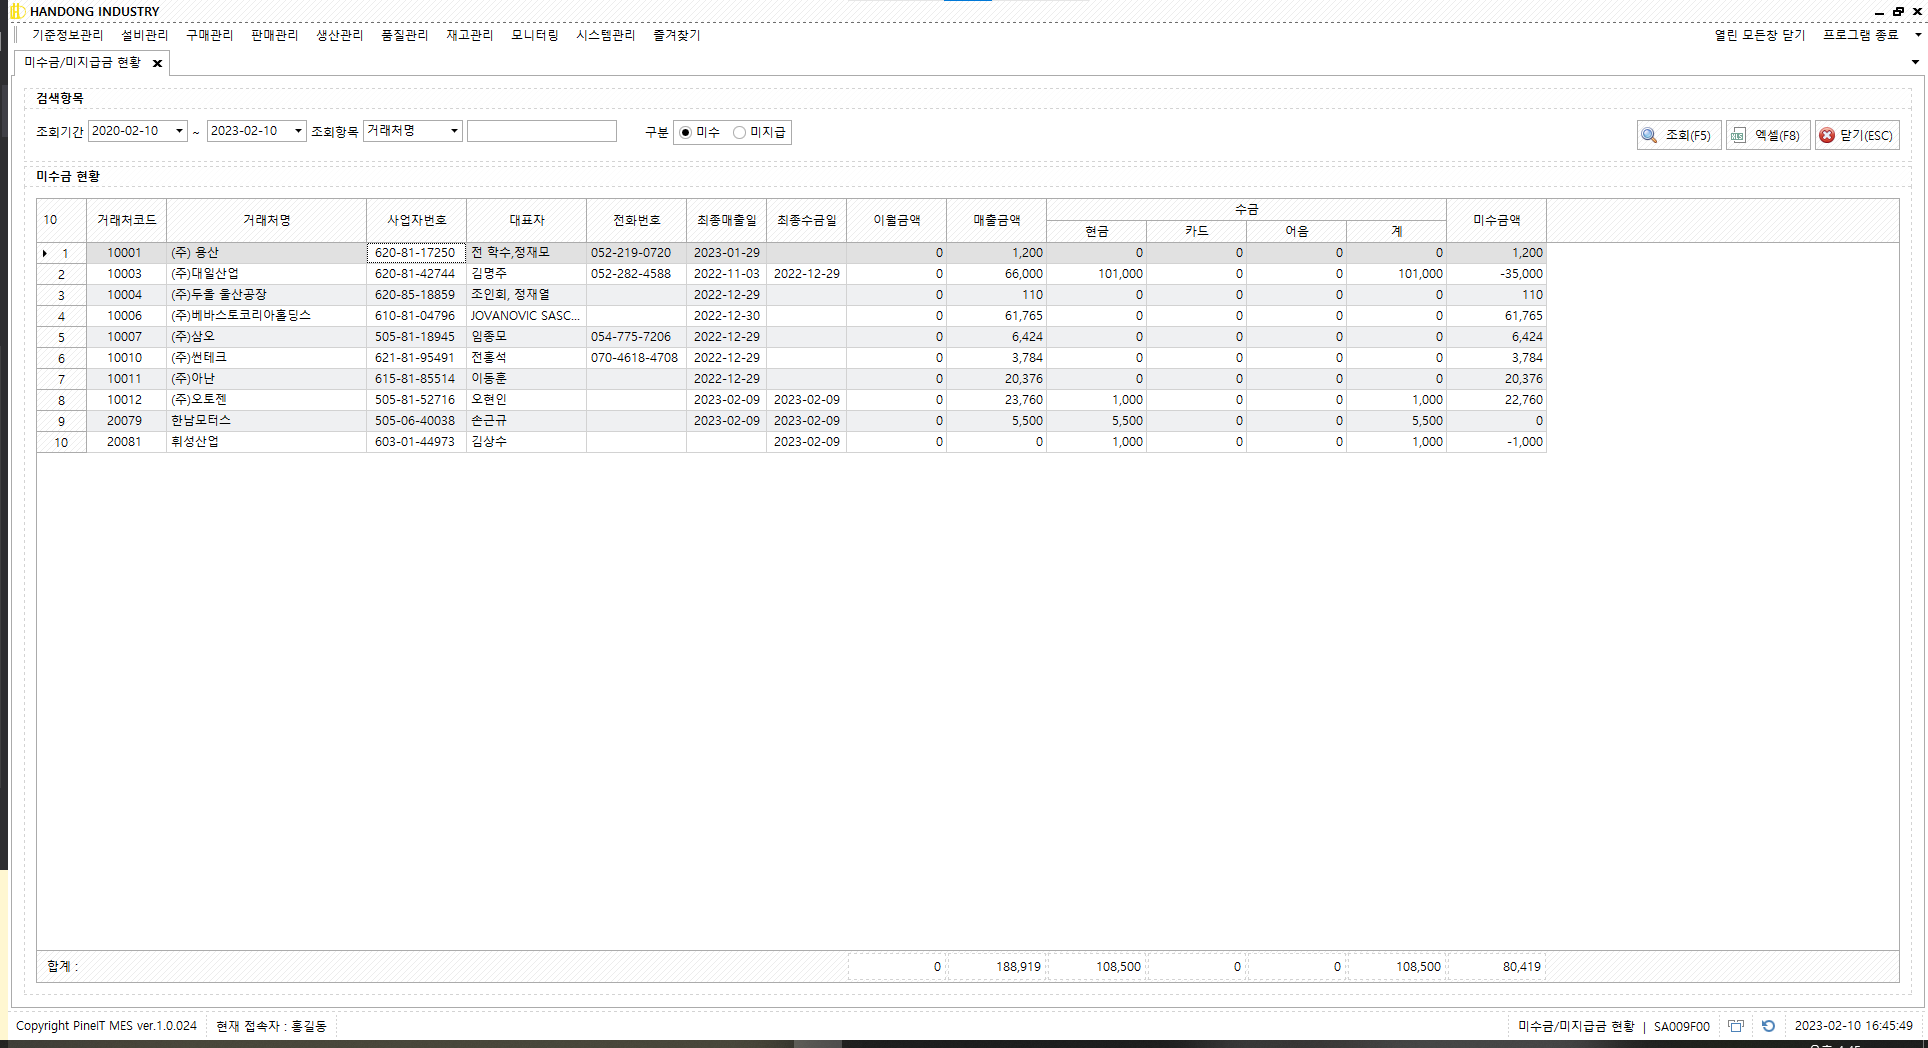 HANDONG INDUSTRY
기준정보관리 설비관리 구매관리 판매관리 생산관리 품질관리 재고관리 모니터링 시스템관리 즐겨찾기 열린 모든창 닫기 프로그램 종료
미수금/미지급금 현황
검색항목
조회기간 2020-02-10 ~ 2023-02-10 조회항목 거래처명 구분 미수 미지급 조회(F5) 엑셀(F8) 닫기(ESC)
미수금 현황
10 거래처코드 거래처명 사업자번호 대표자 전화번호 최종매출일 최종수금일 이월금액 매출금액 수금 미수금액
현금 카드 어음 계
1 10001 (주) 용산 620-81-17250 전 학수,정재모 052-219-0720 2023-01-29 0 1,200 0 0 0 0 1,200
2 10003 (주)대일산업 620-81-42744 김명주 052-282-4588 2022-11-03 2022-12-29 0 66,000 101,000 0 0 101,000 -35,000
3 10004 (주)두올 울산공장 620-85-18859 조인회, 정재열 2022-12-29 0 110 0 0 0 0 110
4 10006 (주)베바스토코리아홀딩스 610-81-04796 JOVANOVIC SASC... 2022-12-30 0 61,765 0 0 0 0 61,765
5 10007 (주)삼오 505-81-18945 임종모 054-775-7206 2022-12-29 0 6,424 0 0 0 0 6,424
6 10010 (주)썬테크 621-81-95491 전홍석 070-4618-4708 2022-12-29 0 3,784 0 0 0 0 3,784
7 10011 (주)아난 615-81-85514 이동훈 2022-12-29 0 20,376 0 0 0 0 20,376
8 10012 (주)오토젠 505-81-52716 오현인 2023-02-09 2023-02-09 0 23,760 1,000 0 0 1,000 22,760
9 20079 한남모터스 505-06-40038 손근규 2023-02-09 2023-02-09 0 5,500 5,500 0 0 5,500 0
10 20081 휘성산업 603-01-44973 김상수 2023-02-09 0 0 1,000 0 0 1,000 -1,000
합계 : 0 188,919 108,500 0 0 108,500 80,419
Copyright PineIT MES ver.1.0.024 현재 접속자 : 홍길동 미수금/미지급금 현황 | SA009F00 2023-02-10 16:45:49